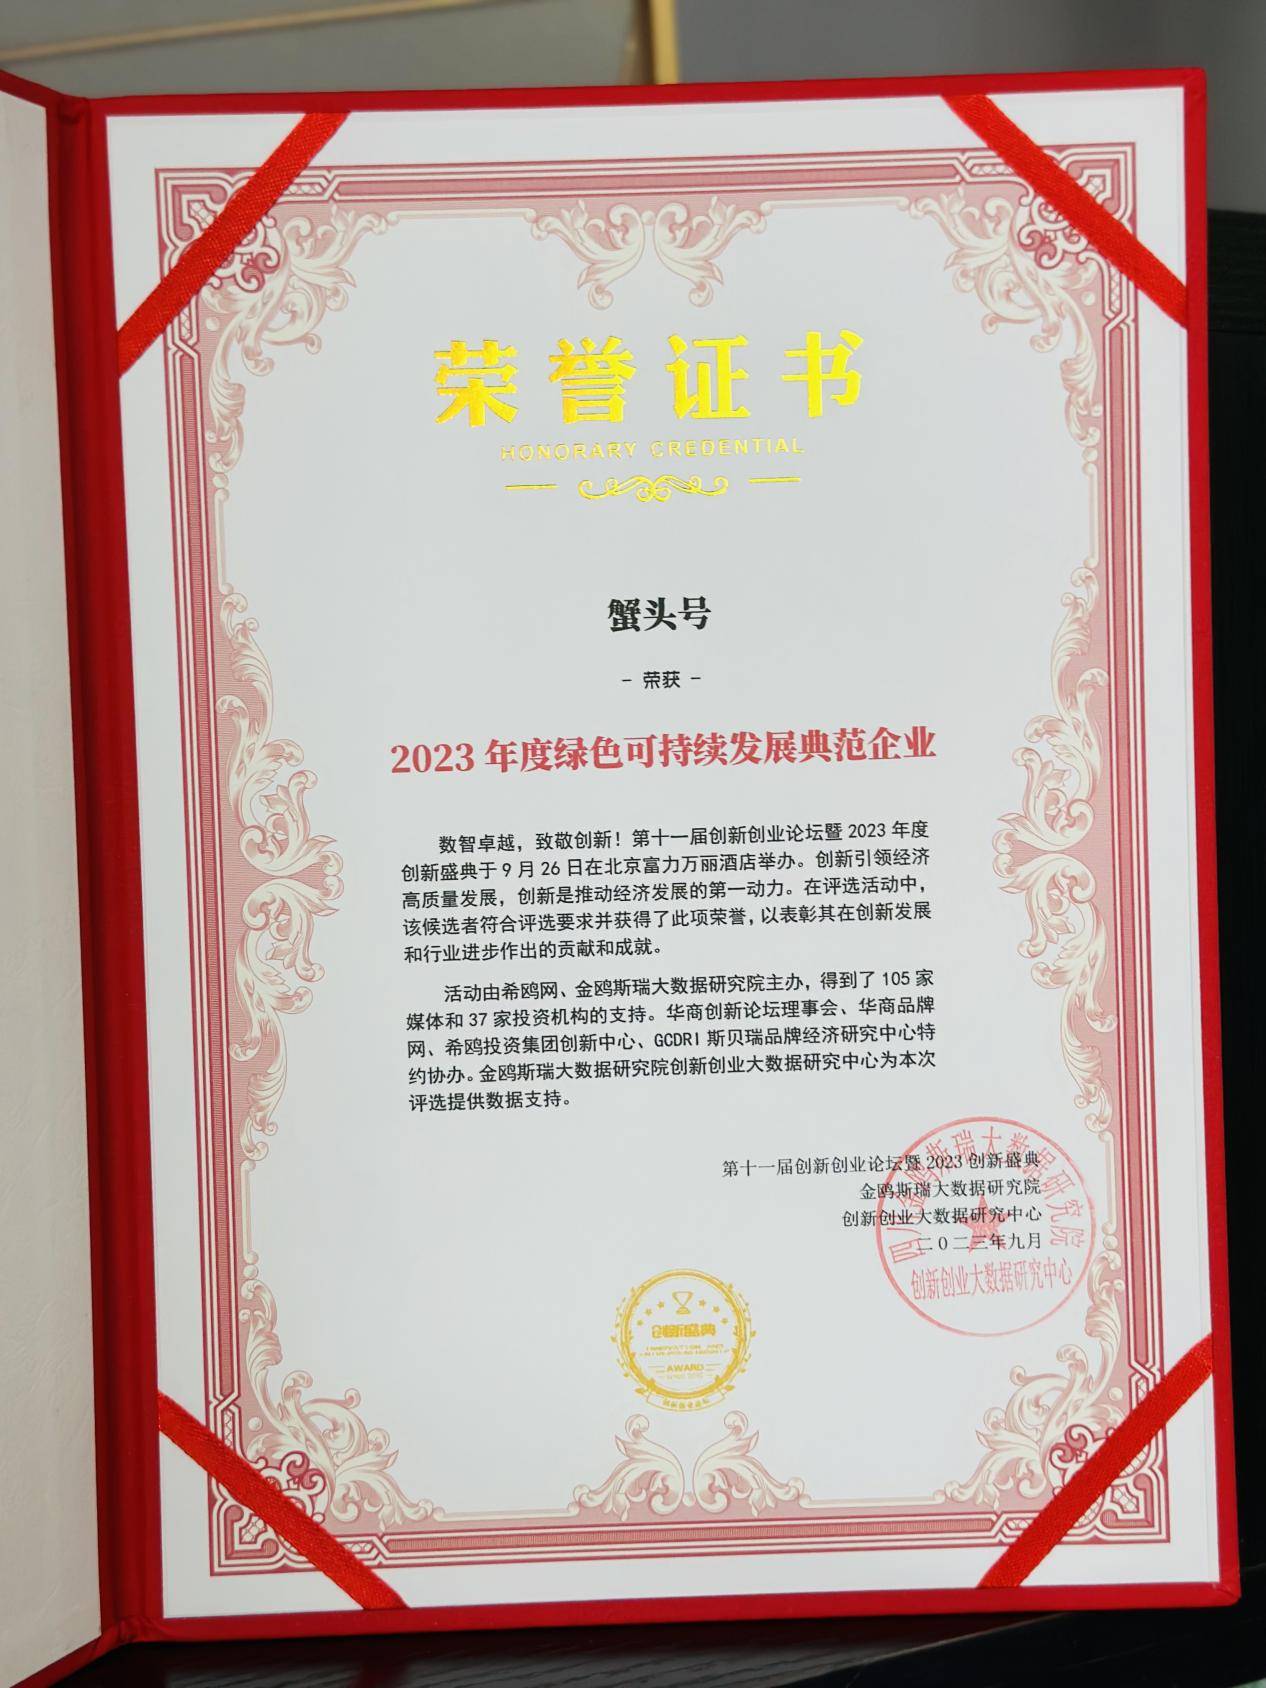 荣誉证书
HONORARY CREDENTIAL
蟹头号
- 荣获 -
2023 年度绿色可持续发展典范企业
数智卓越，致敬创新！第十一届创新创业论坛暨 2023 年度
创新盛典于 9 月 26 日在北京富力万丽酒店举办。创新引领经济
高质量发展，创新是推动经济发展的第一动力。在评选活动中，
该候选者符合评选要求并获得了此项荣誉，以表彰其在创新发展
和行业进步作出的贡献和成就。
活动由希鸥网、金鸥斯瑞大数据研究院主办，得到了 105 家
媒体和 37 家投资机构的支持。华商创新论坛理事会、华商品牌
网、希鸥投资集团创新中心、GCDRI 斯贝瑞品牌经济研究中心特
约协办。金鸥斯瑞大数据研究院创新创业大数据研究中心为本次
评选提供数据支持。
第十一届创新创业论坛暨 2023 创新盛典
金鸥斯瑞大数据研究院
创新创业大数据研究中心
二０二三年九月
四川金鸥斯瑞大数据研究院
创新创业大数据研究中心
创新盛典
INNOVATION AND
AWARD